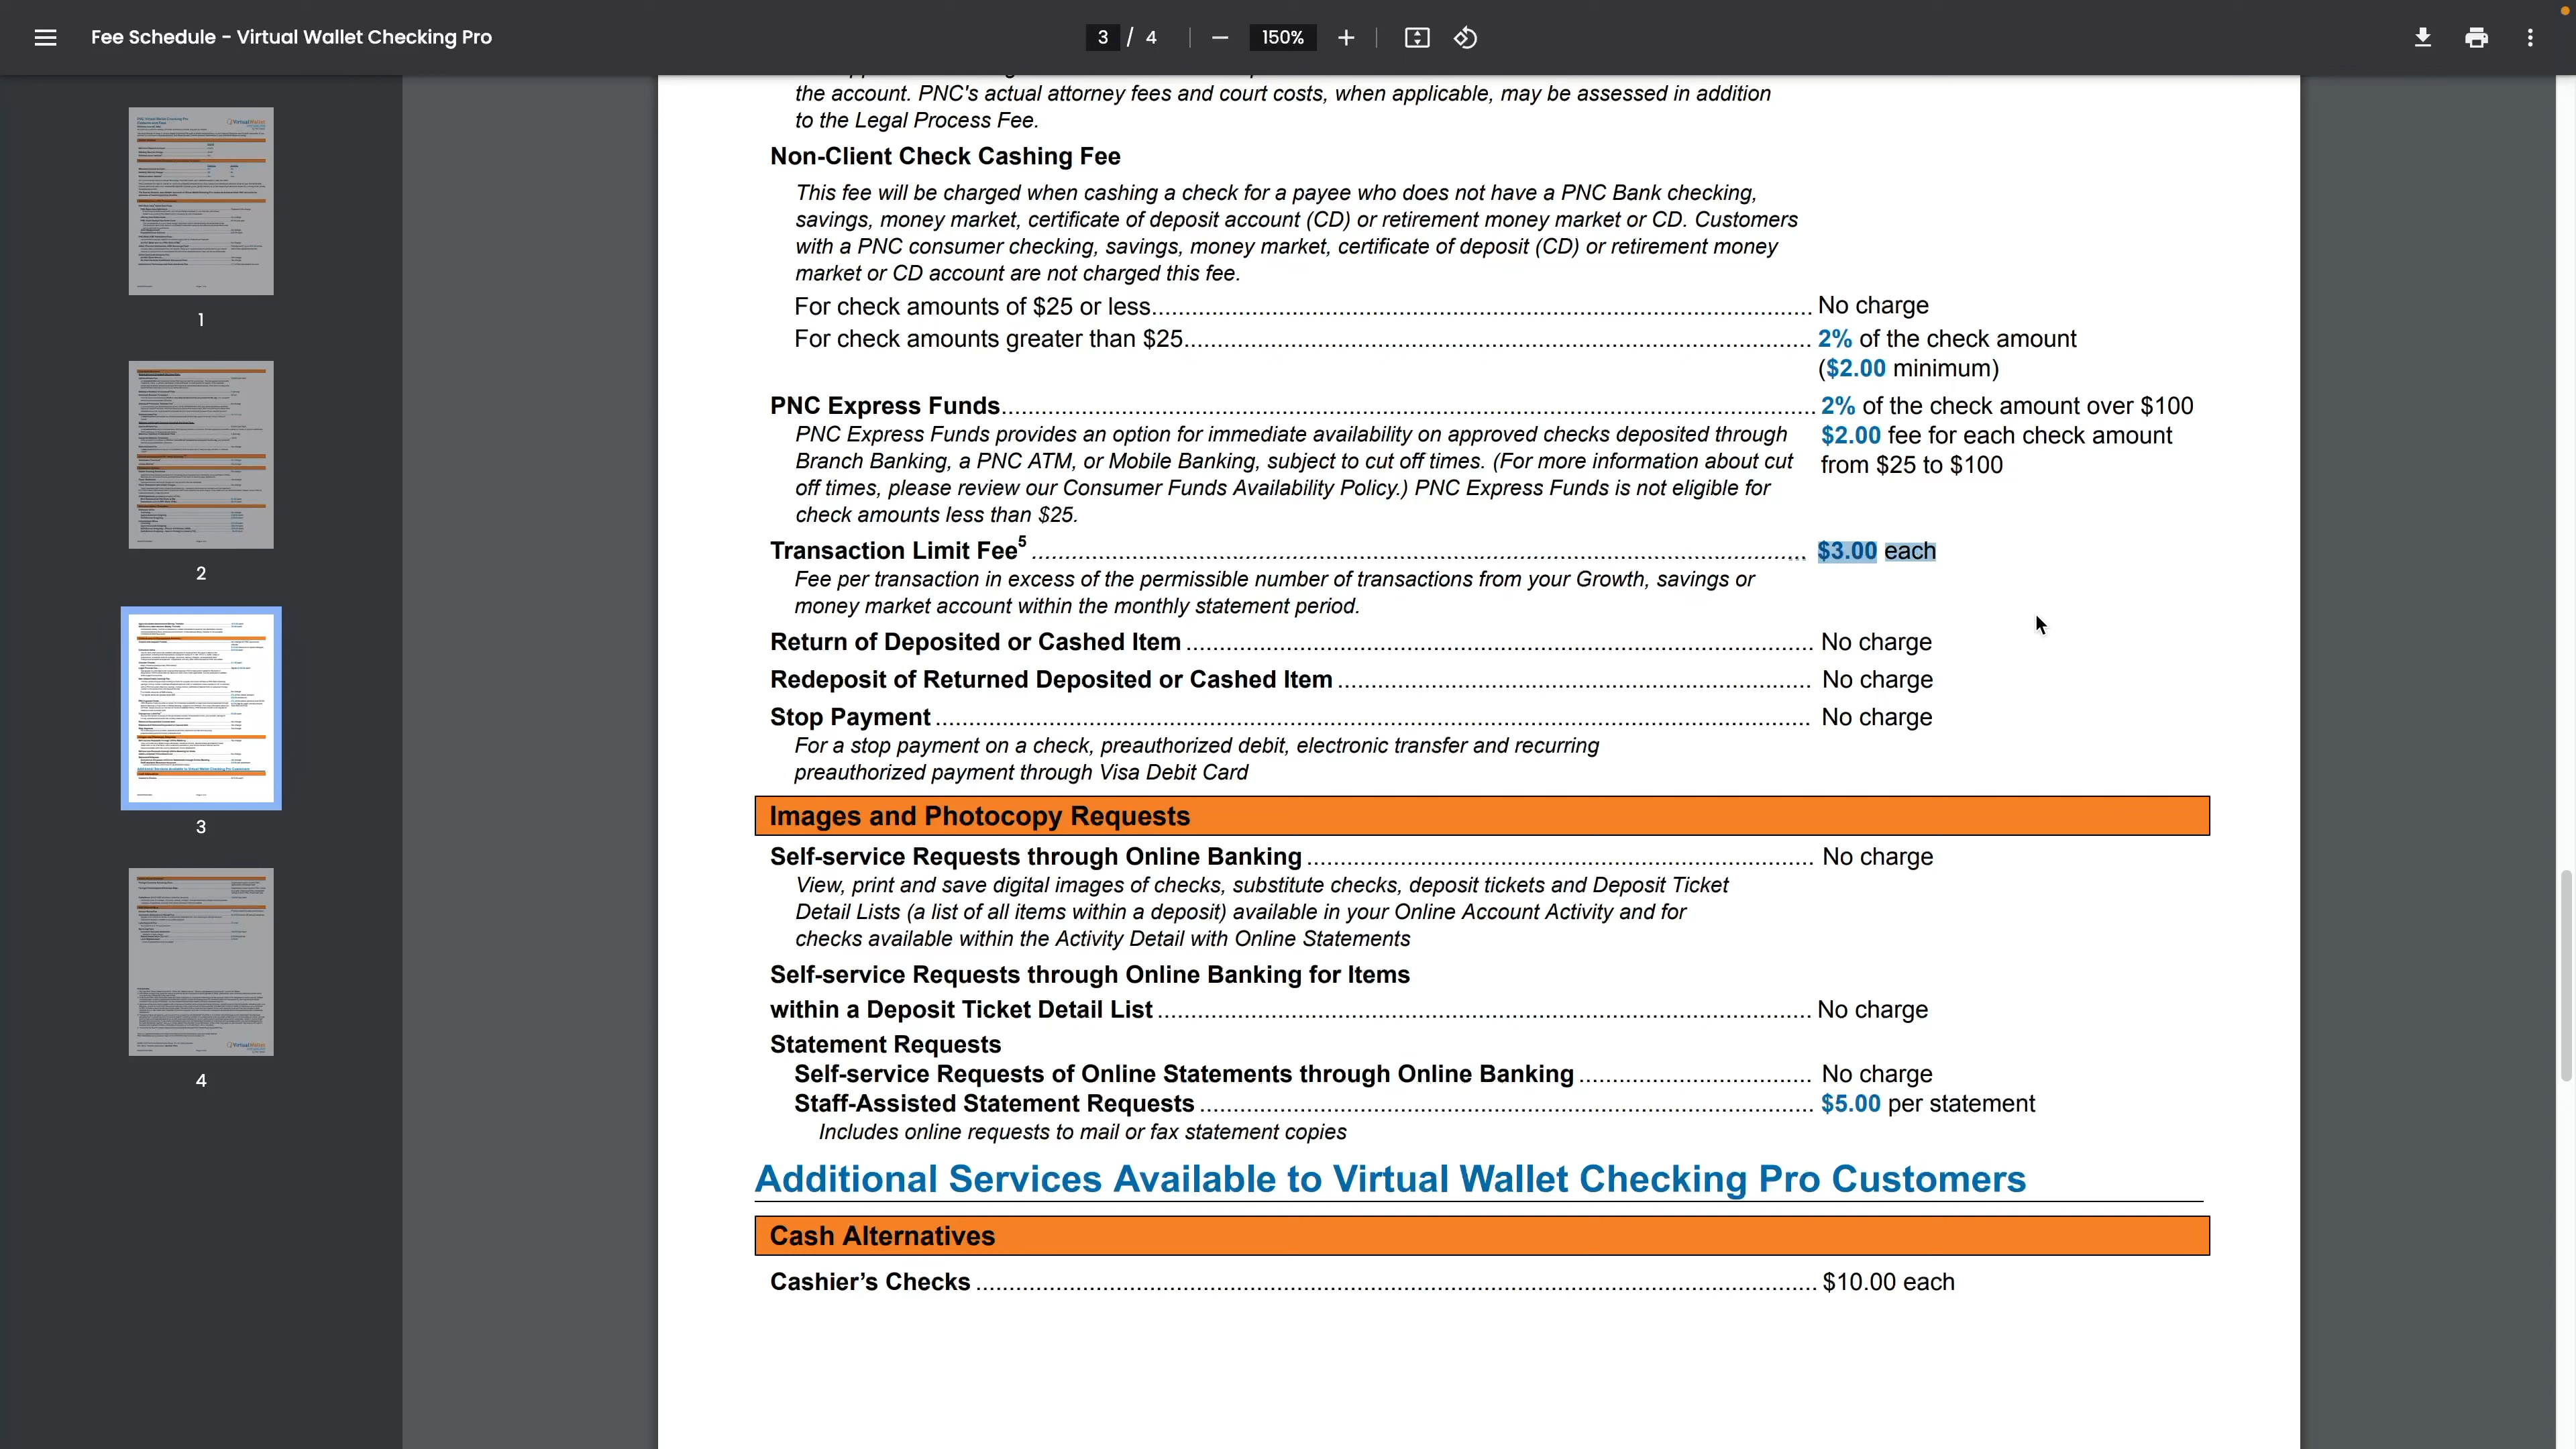 Fee Schedule - Virtual Wallet Checking Pro
3 / 4
150%
1
2
3
4
the account. PNC's actual attorney fees and court costs, when applicable, may be assessed in addition
to the Legal Process Fee.
Non-Client Check Cashing Fee
This fee will be charged when cashing a check for a payee who does not have a PNC Bank checking,
savings, money market, certificate of deposit account (CD) or retirement money market or CD. Customers
with a PNC consumer checking, savings, money market, certificate of deposit (CD) or retirement money
market or CD account are not charged this fee.
For check amounts of $25 or less..... No charge
For check amounts greater than $25..... 2% of the check amount
($2.00 minimum)
PNC Express Funds..... 2% of the check amount over $100
PNC Express Funds provides an option for immediate availability on approved checks deposited through
$2.00 fee for each check amount
Branch Banking, a PNC ATM, or Mobile Banking, subject to cut off times. (For more information about cut
from $25 to $100
off times, please review our Consumer Funds Availability Policy.) PNC Express Funds is not eligible for
check amounts less than $25.
Transaction Limit Fee5 ..... $3.00 each
Fee per transaction in excess of the permissible number of transactions from your Growth, savings or
money market account within the monthly statement period.
Return of Deposited or Cashed Item ..... No charge
Redeposit of Returned Deposited or Cashed Item ..... No charge
Stop Payment ..... No charge
For a stop payment on a check, preauthorized debit, electronic transfer and recurring
preauthorized payment through Visa Debit Card
Images and Photocopy Requests
Self-service Requests through Online Banking ..... No charge
View, print and save digital images of checks, substitute checks, deposit tickets and Deposit Ticket
Detail Lists (a list of all items within a deposit) available in your Online Account Activity and for
checks available within the Activity Detail with Online Statements
Self-service Requests through Online Banking for Items
within a Deposit Ticket Detail List ..... No charge
Statement Requests
Self-service Requests of Online Statements through Online Banking ..... No charge
Staff-Assisted Statement Requests ..... $5.00 per statement
Includes online requests to mail or fax statement copies
Additional Services Available to Virtual Wallet Checking Pro Customers
Cash Alternatives
Cashier’s Checks ..... $10.00 each